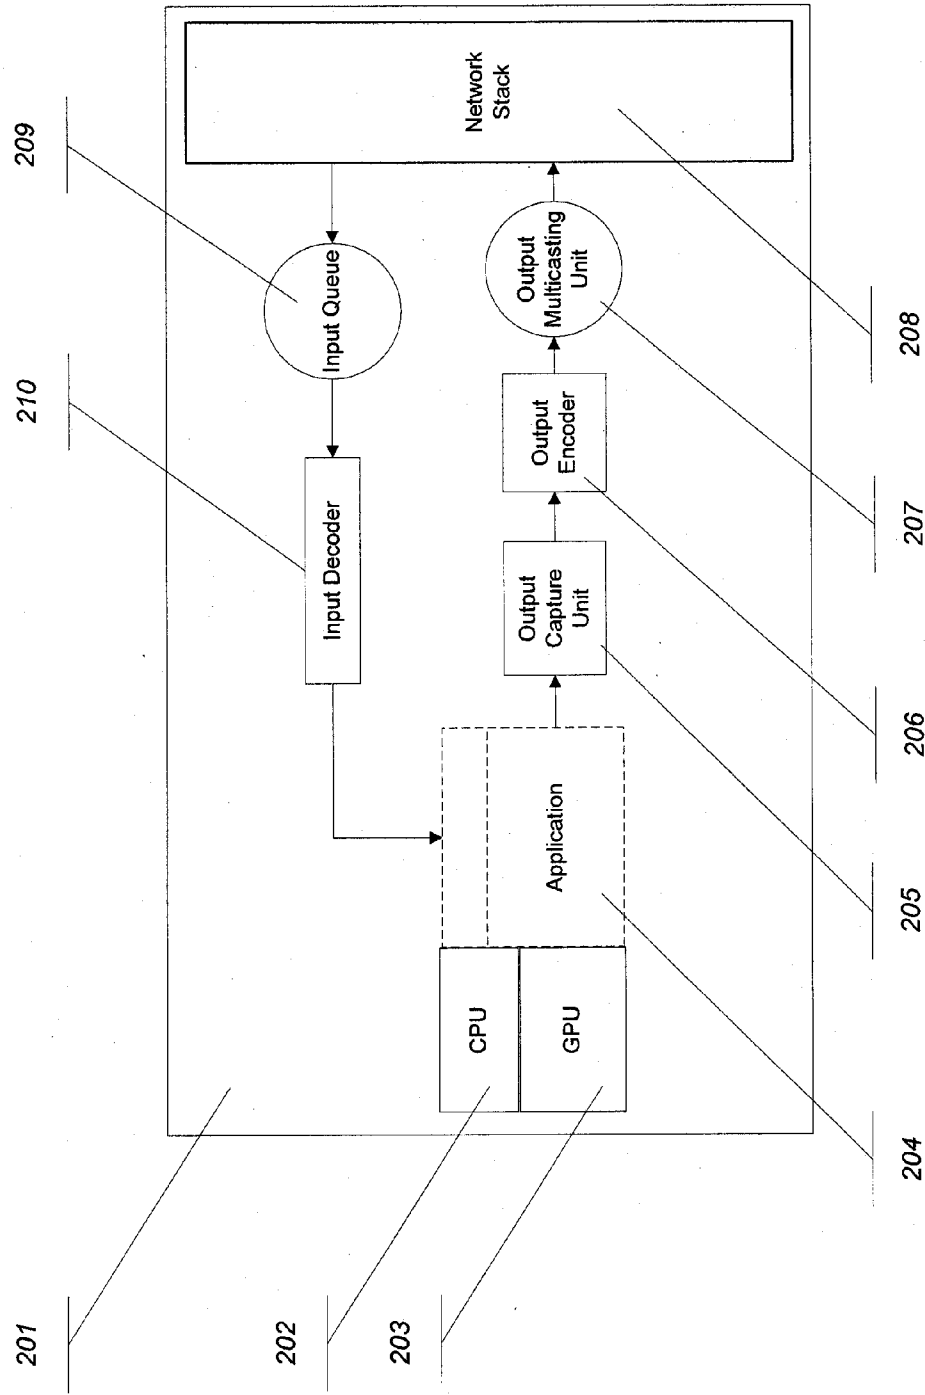 201
210
209
Input Decoder
Input Queue
Network
Stack
CPU
GPU
Application
Output
Capture
Unit
Output
Encoder
Output
Multicasting
Unit
202
203
204
205
206
207
208